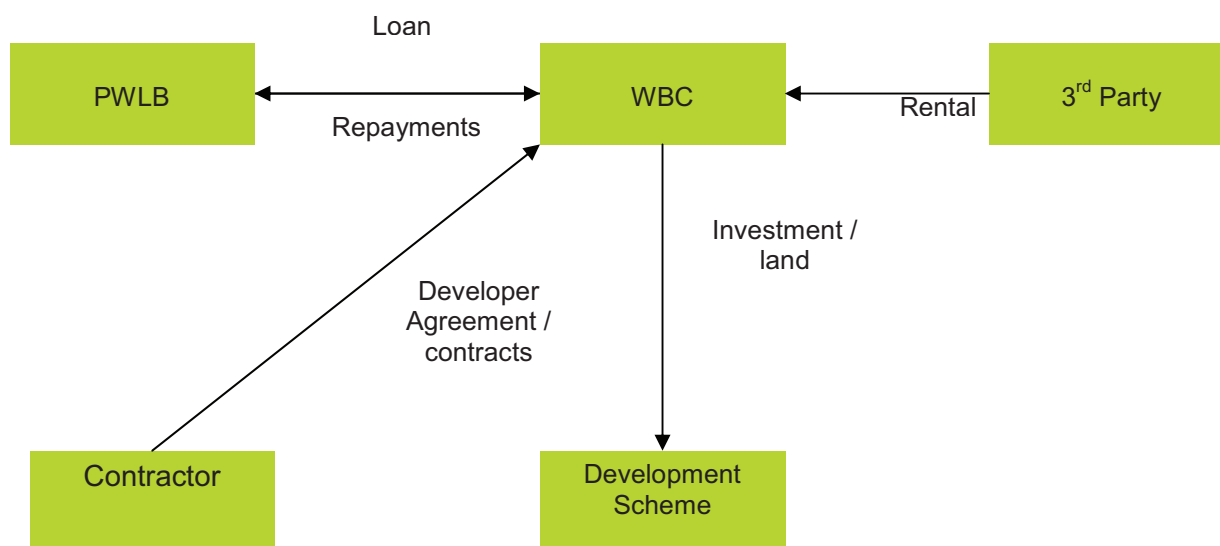 Loan
PWLB
WBC
3rd Party
Rental
Repayments
Investment /
land
Developer
Agreement /
contracts
Contractor
Development
Scheme